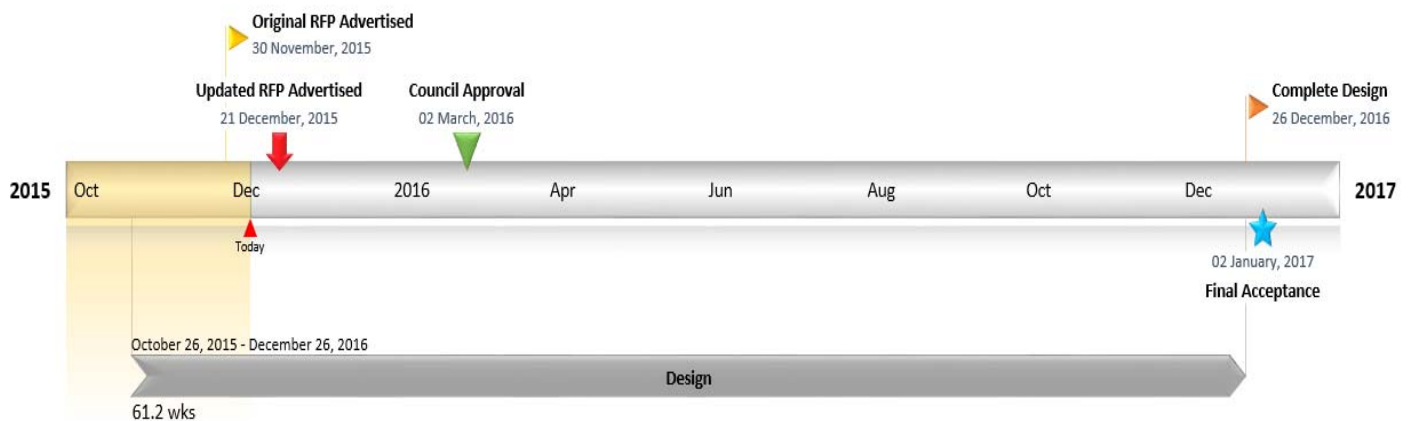 Original RFP Advertised
30 November, 2015
Updated RFP Advertised
21 December, 2015
Council Approval
02 March, 2016
Complete Design
26 December, 2016
2015 Oct Dec 2016 Apr Jun Aug Oct Dec 2017
Today
02 January, 2017
Final Acceptance
October 26, 2015 - December 26, 2016
Design
61.2 wks